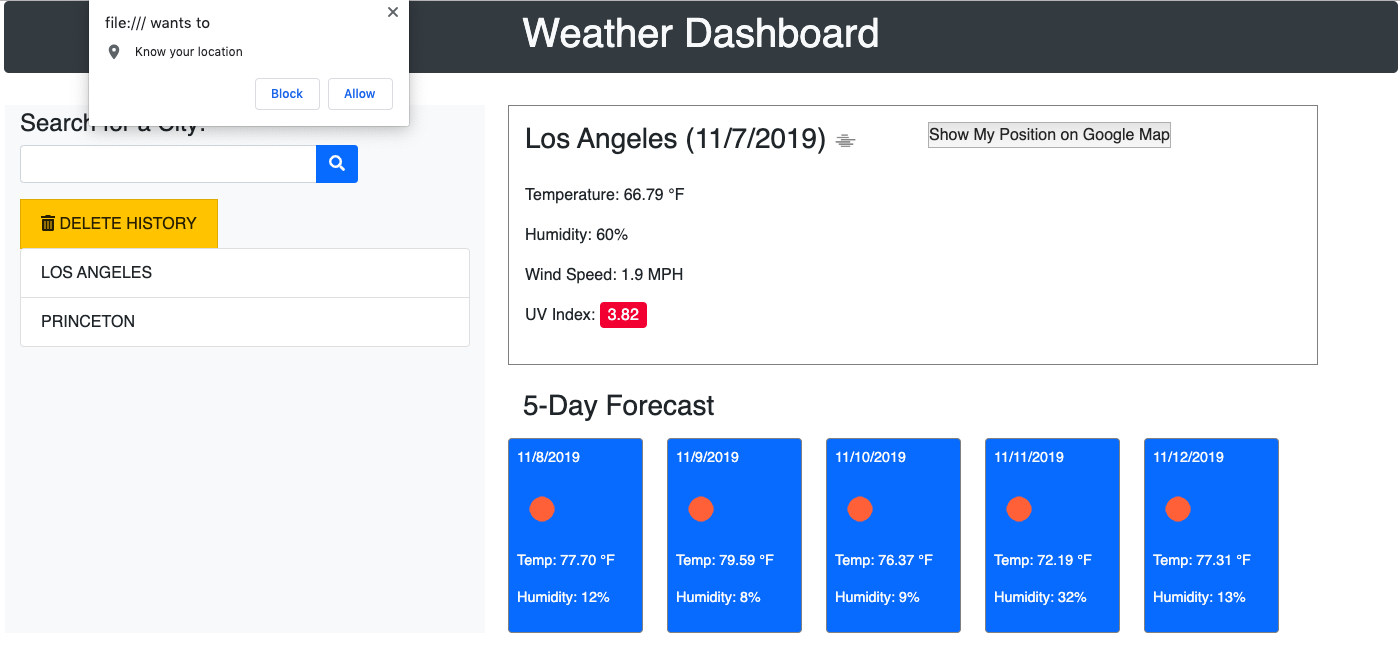 file:/// wants to
Know your location
Block
Allow
Weather Dashboard
Search for a City:
DELETE HISTORY
LOS ANGELES
PRINCETON
Los Angeles (11/7/2019)
Show My Position on Google Map
Temperature: 66.79 °F
Humidity: 60%
Wind Speed: 1.9 MPH
UV Index: 3.82
5-Day Forecast
11/8/2019
Temp: 77.70 °F
Humidity: 12%
11/9/2019
Temp: 79.59 °F
Humidity: 8%
11/10/2019
Temp: 76.37 °F
Humidity: 9%
11/11/2019
Temp: 72.19 °F
Humidity: 32%
11/12/2019
Temp: 77.31 °F
Humidity: 13%